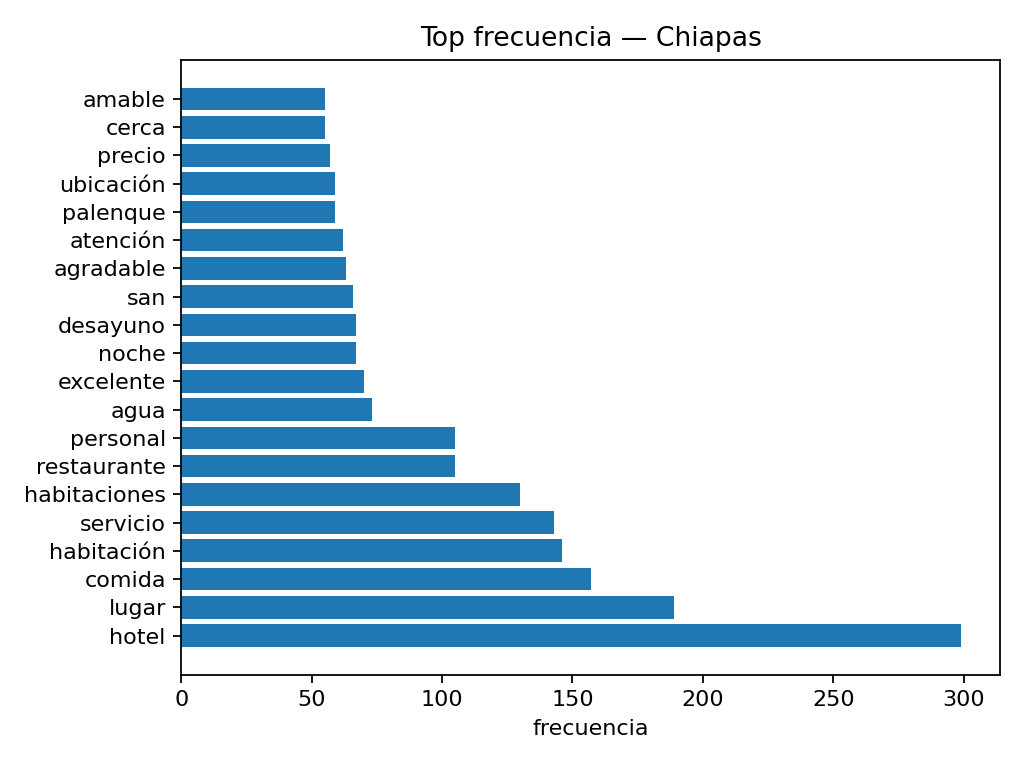 Top frecuencia — Chiapas
amable
cerca
precio
ubicación
palenque
atención
agradable
san
desayuno
noche
excelente
agua
personal
restaurante
habitaciones
servicio
habitación
comida
lugar
hotel
0 50 100 150 200 250 300
frecuencia